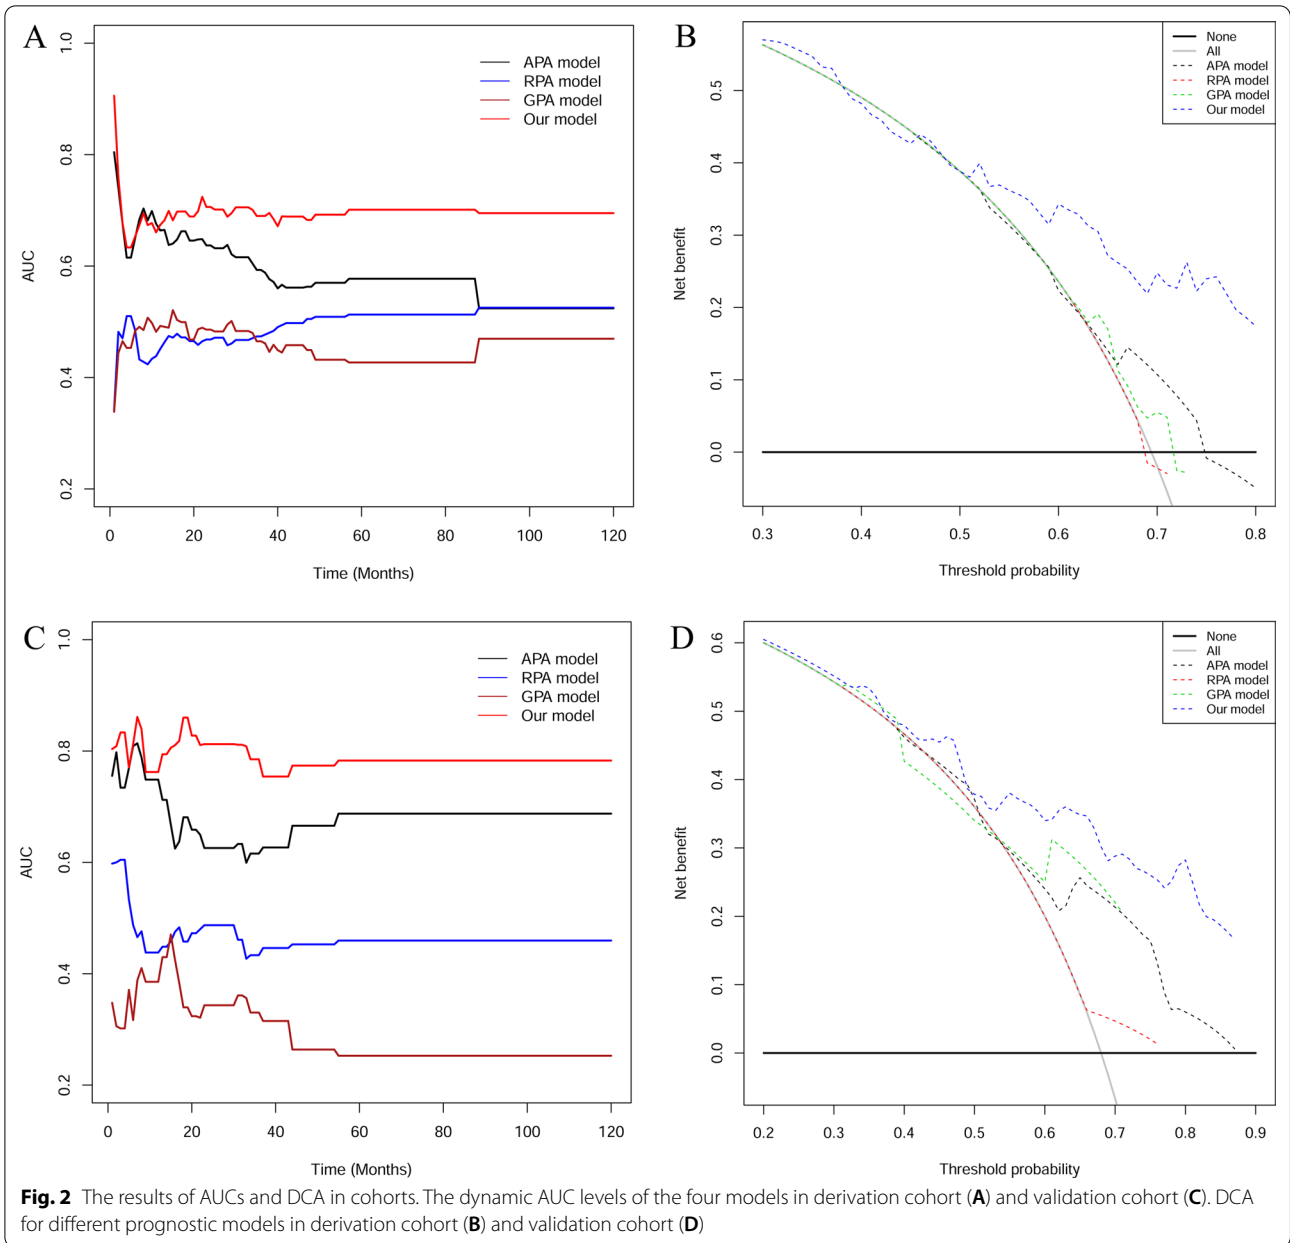 A
1.0
0.8
0.6
0.4
0.2
AUC
APA model
RPA model
GPA model
Our model
0 20 40 60 80 100 120
Time (Months)
B
0.5
0.4
0.3
0.2
0.1
0.0
Net benefit
None
All
APA model
RPA model
GPA model
Our model
0.3 0.4 0.5 0.6 0.7 0.8
Threshold probability
C
1.0
0.8
0.6
0.4
0.2
AUC
APA model
RPA model
GPA model
Our model
0 20 40 60 80 100 120
Time (Months)
D
0.6
0.5
0.4
0.3
0.2
0.1
0.0
Net benefit
None
All
APA model
RPA model
GPA model
Our model
0.2 0.3 0.4 0.5 0.6 0.7 0.8 0.9
Threshold probability
Fig. 2 The results of AUCs and DCA in cohorts. The dynamic AUC levels of the four models in derivation cohort (A) and validation cohort (C). DCA
for different prognostic models in derivation cohort (B) and validation cohort (D)